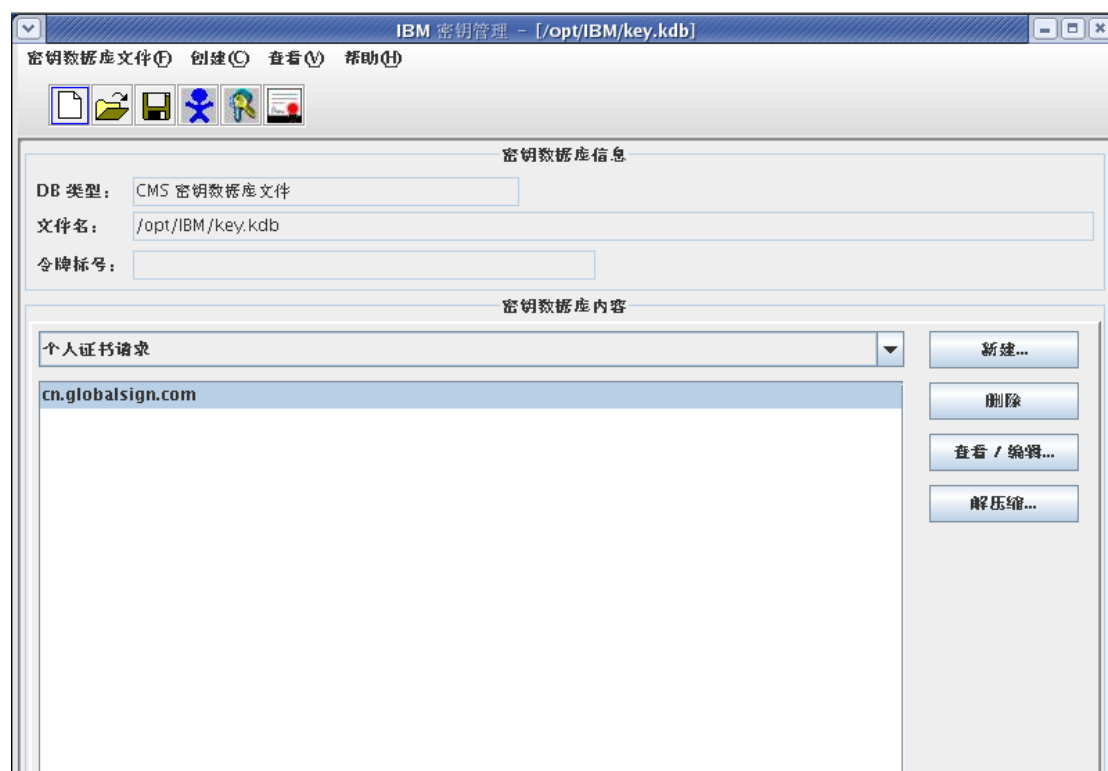 IBM 密钥管理 - [/opt/IBM/key.kdb]
密钥数据库文件(F) 创建(C) 查看(V) 帮助(H)
密钥数据库信息
DB 类型： CMS 密钥数据库文件
文件名： /opt/IBM/key.kdb
令牌标号：
密钥数据库内容
个人证书请求
新建...
cn.globalsign.com
删除
查看 / 编辑...
解压缩...